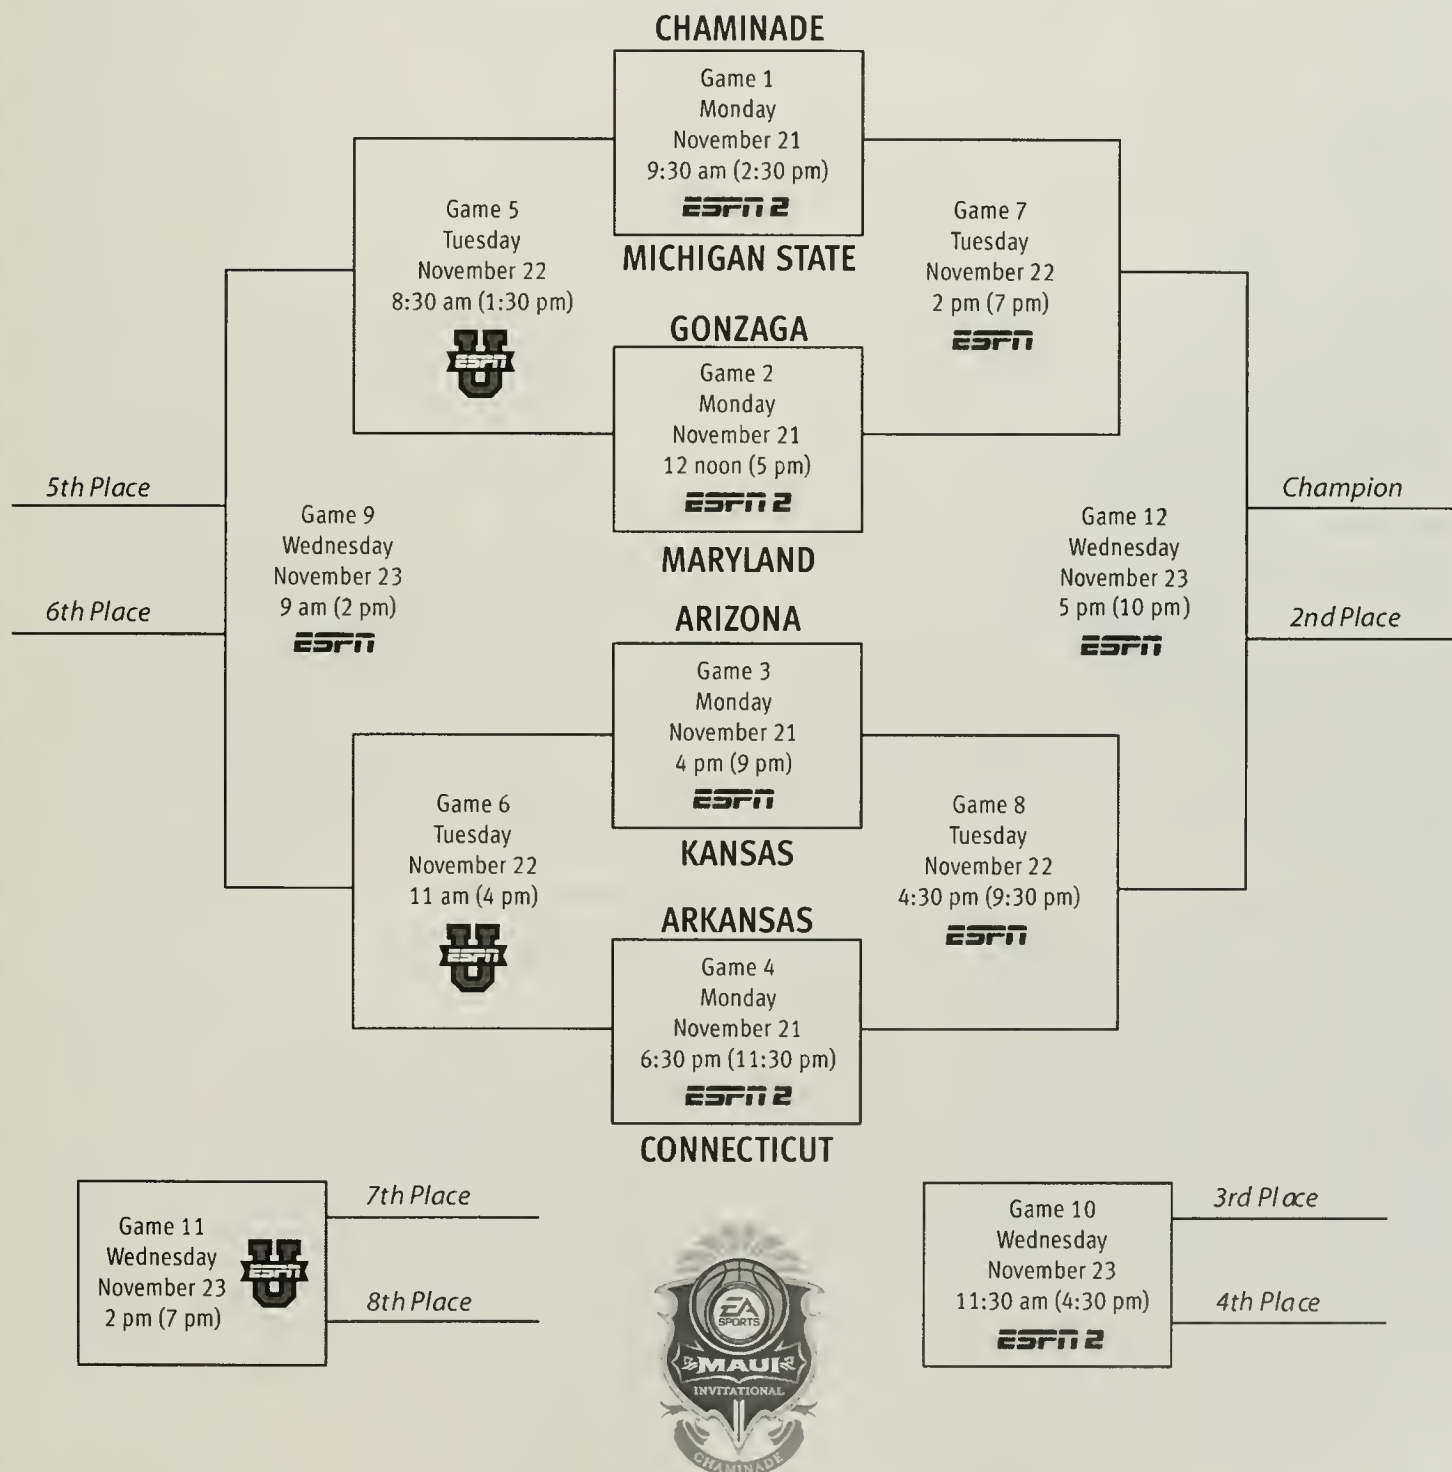 CHAMINADE
Game 1
Monday
November 21
9:30 am (2:30 pm)
ESPN 2
MICHIGAN STATE
Game 5
Tuesday
November 22
8:30 am (1:30 pm)
ESPN
U
Game 7
Tuesday
November 22
2 pm (7 pm)
ESPN
GONZAGA
Game 2
Monday
November 21
12 noon (5 pm)
ESPN 2
MARYLAND
5th Place
6th Place
Game 9
Wednesday
November 23
9 am (2 pm)
ESPN
Game 12
Wednesday
November 23
5 pm (10 pm)
ESPN
Champion
2nd Place
ARIZONA
Game 3
Monday
November 21
4 pm (9 pm)
ESPN
KANSAS
Game 6
Tuesday
November 22
11 am (4 pm)
ESPN
U
Game 8
Tuesday
November 22
4:30 pm (9:30 pm)
ESPN
ARKANSAS
Game 4
Monday
November 21
6:30 pm (11:30 pm)
ESPN 2
CONNECTICUT
Game 11
Wednesday
November 23
2 pm (7 pm)
ESPN
U
7th Place
8th Place
EA
SPORTS
MAUI
INVITATIONAL
CHAMINADE
Game 10
Wednesday
November 23
11:30 am (4:30 pm)
ESPN 2
3rd Place
4th Place